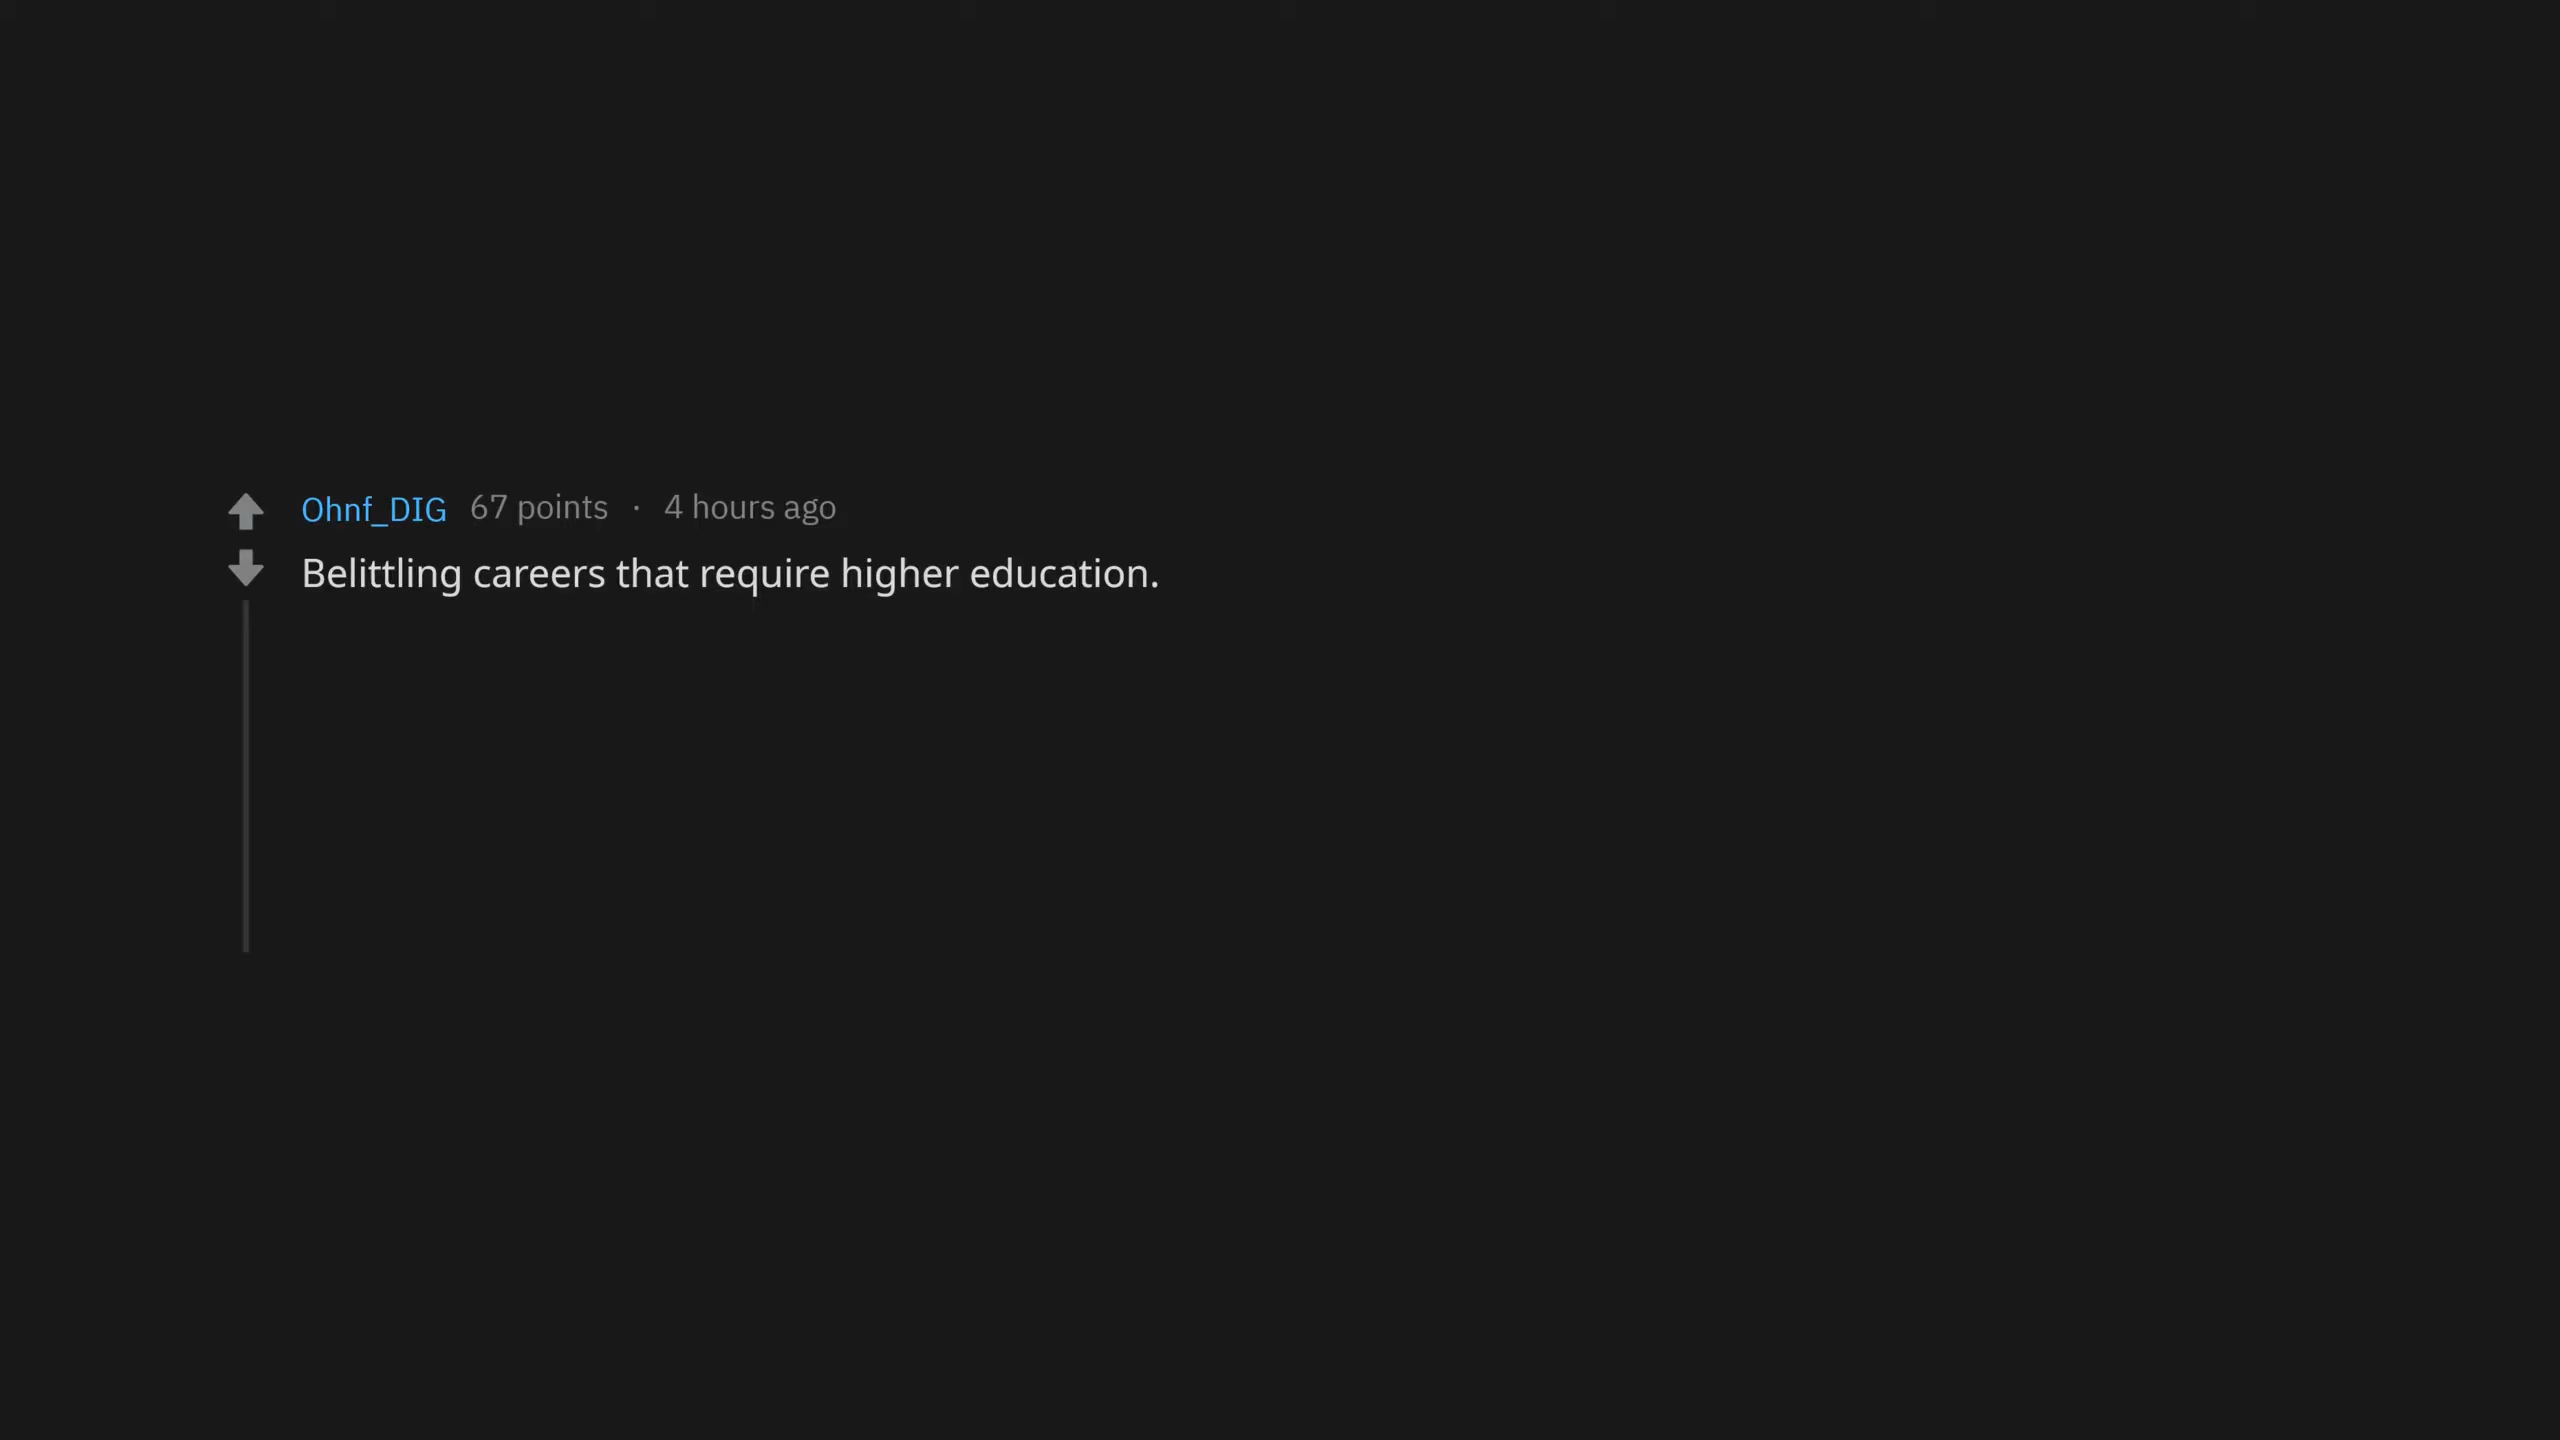 Ohnf_DIG 67 points · 4 hours ago
Belittling careers that require higher education.